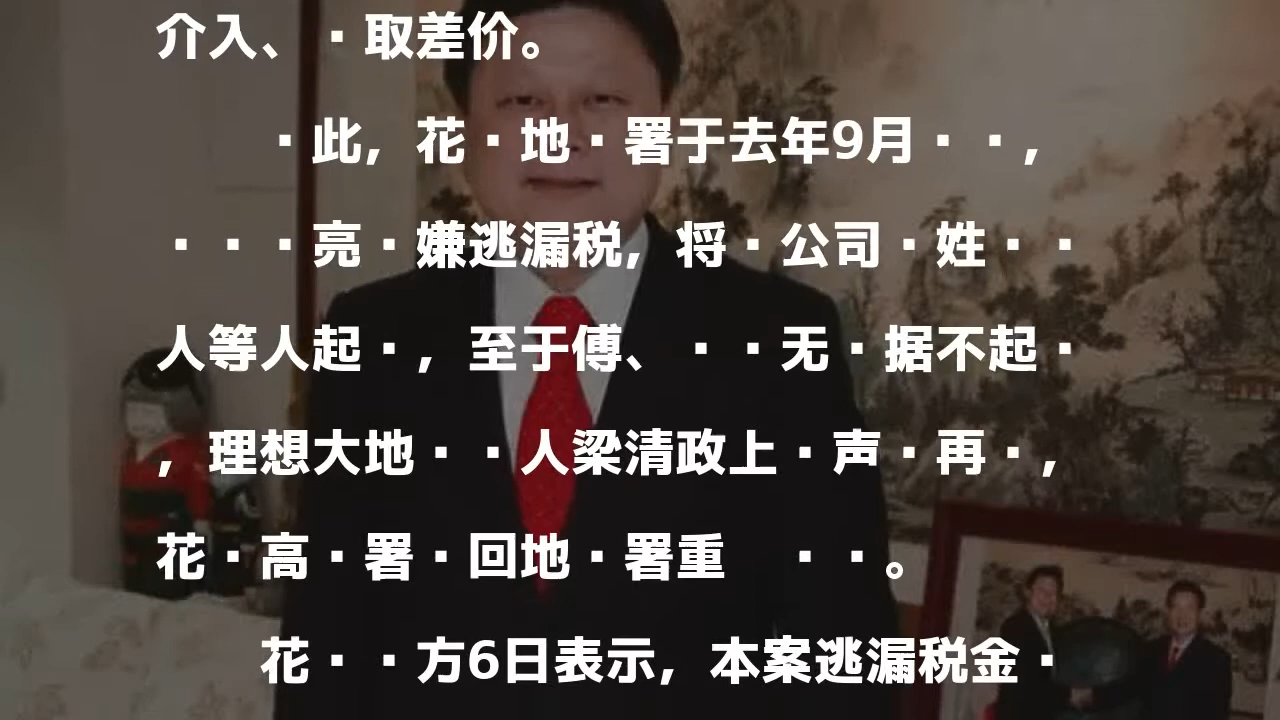 介入、·取差价。
·此，花·地·署于去年9月··，
···亮·嫌逃漏税，将·公司·姓··
人等人起·，至于傅、··无·据不起·
，理想大地··人梁清政上·声·再·，
花·高·署·回地·署重　··。
花··方6日表示，本案逃漏税金·